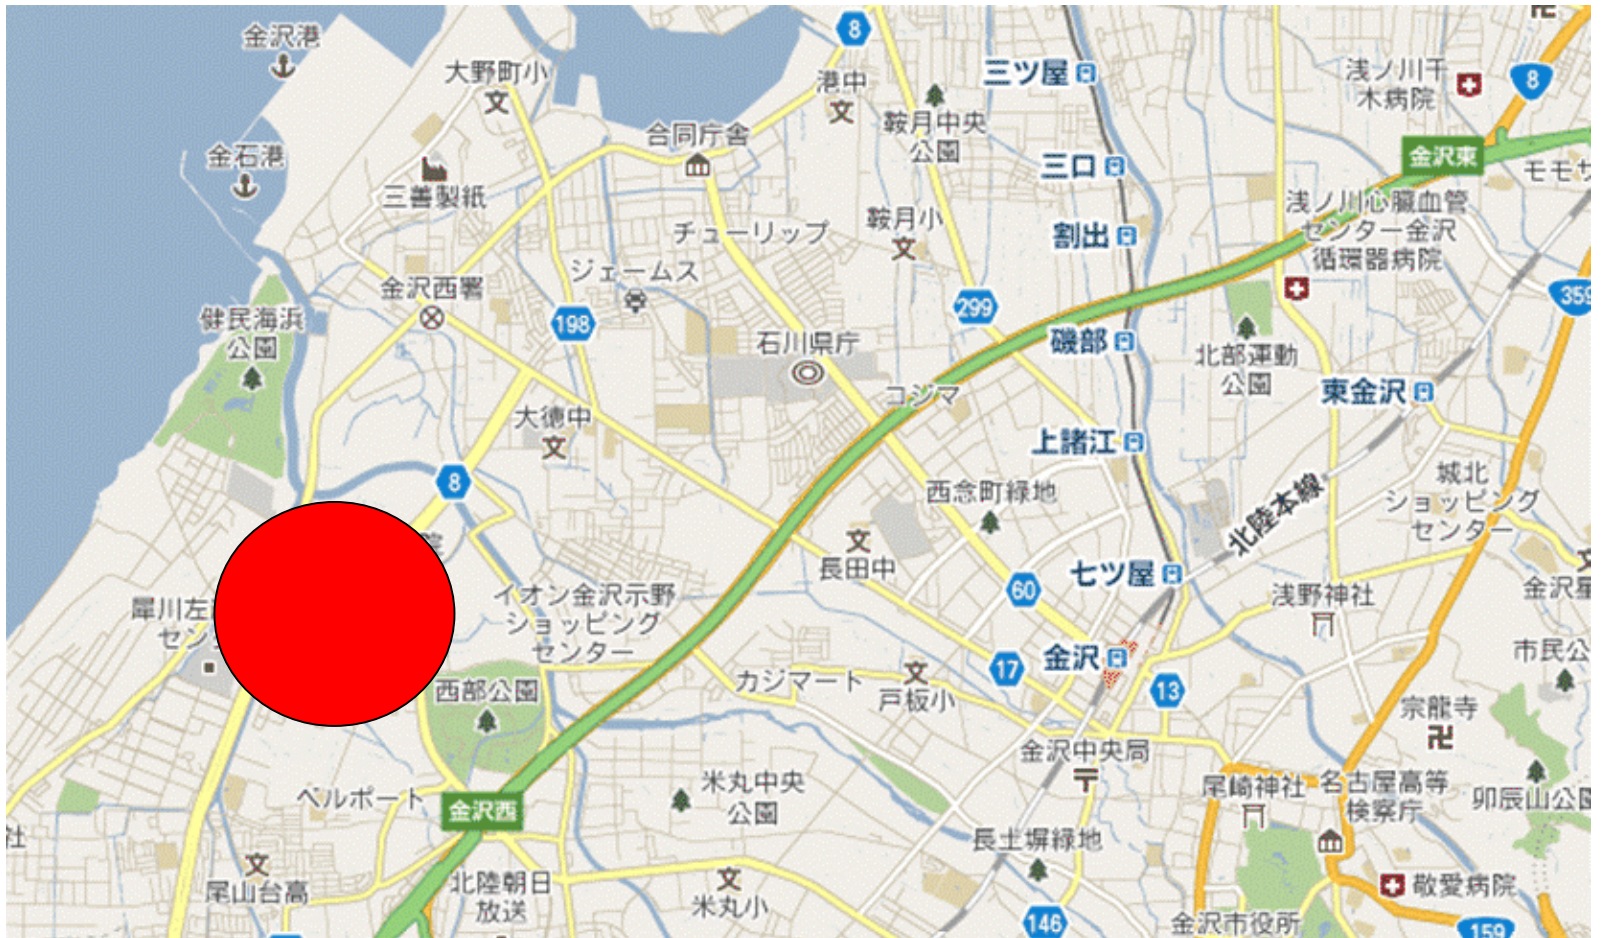 金沢港
大野町小
8
港中
三ツ屋
浅ノ川千
木病院
8
鞍月中央
公園
合同庁舎
金沢東
金石港
三善製紙
三口
モモサ
浅ノ川心臓血管
センター金沢
循環器病院
チューリップ
鞍月小
割出
ジェームス
金沢西署
健民海浜
公園
198
299
359
石川県庁
磯部
北部運動
公園
コジマ
東金沢
大徳中
上諸江
8
西念町緑地
北陸本線
城北
ショッピング
センター
院
長田中
七ツ屋
60
浅野神社
金沢星
犀川左
セン
イオン金沢示野
ショッピング
センター
金沢
17
13
市民公
西部公園
カジマート
戸板小
宗龍寺
金沢中央局
ベルポート
金沢西
米丸中央
公園
尾崎神社
名古屋高等
検察庁
卯辰山公園
社
長土塀緑地
尾山台高
北陸朝日
放送
米丸小
敬愛病院
146
金沢市役所
159